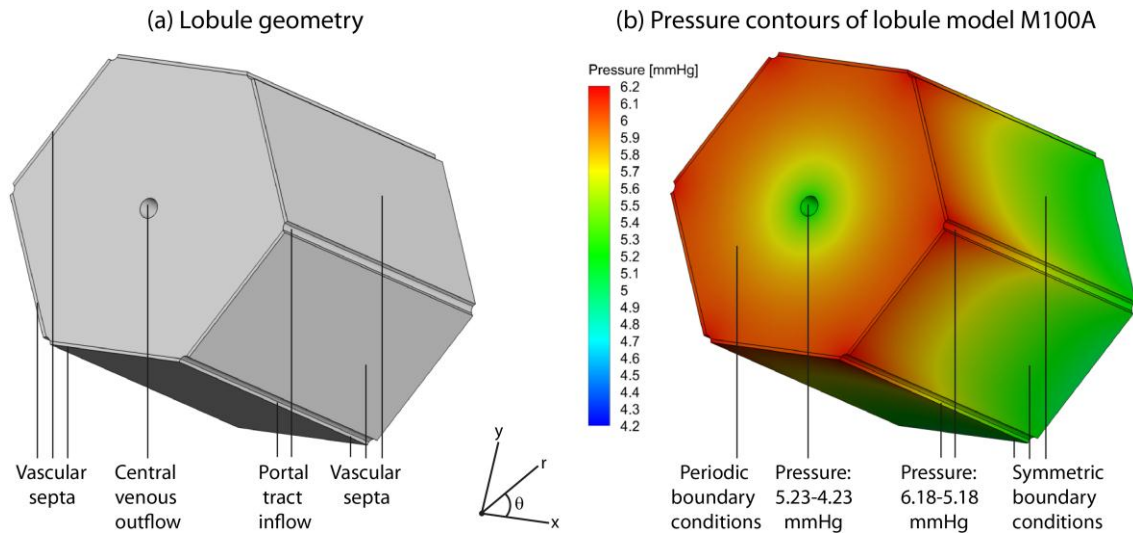 (a) Lobule geometry
(b) Pressure contours of lobule model M100A
Pressure [mmHg]
6.2
6.1
6
5.9
5.8
5.7
5.6
5.5
5.4
5.3
5.2
5.1
5
4.9
4.8
4.7
4.6
4.5
4.4
4.3
4.2
Vascular
septa
Central
venous
outflow
Portal
tract
inflow
Vascular
septa
y
r
θ
x
Periodic
boundary
conditions
Pressure:
5.23-4.23
mmHg
Pressure:
6.18-5.18
mmHg
Symmetric
boundary
conditions